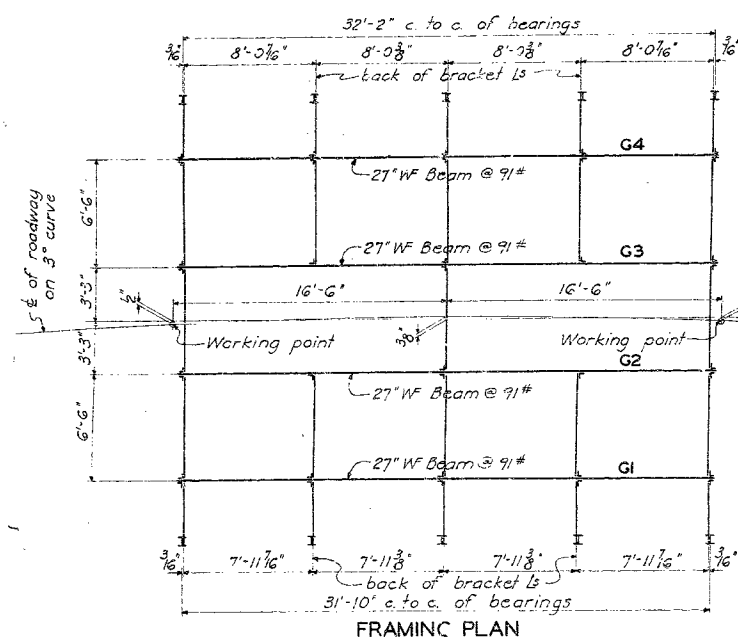 32'-2" c. to c. of bearings
3/16" 8'-0 7/16" 8'-0 3/8" 8'-0 3/8" 8'-0 7/16" 3/16"
back of bracket Ls
G4
27" WF Beam @ 91#
6'-6"
27" WF Beam @ 91#
G3
of roadway
on 3° curve
3'-3"
16'-6" 16'-6"
Working point
3/8"
Working point
3'-3"
G2
27" WF Beam @ 91#
6'-6"
27" WF Beam @ 91#
G1
3/16" 7'-11 7/16" 7'-11 3/8" 7'-11 3/8" 7'-11 7/16" 3/16"
back of bracket Ls
31'-10" c. to c. of bearings
FRAMING PLAN